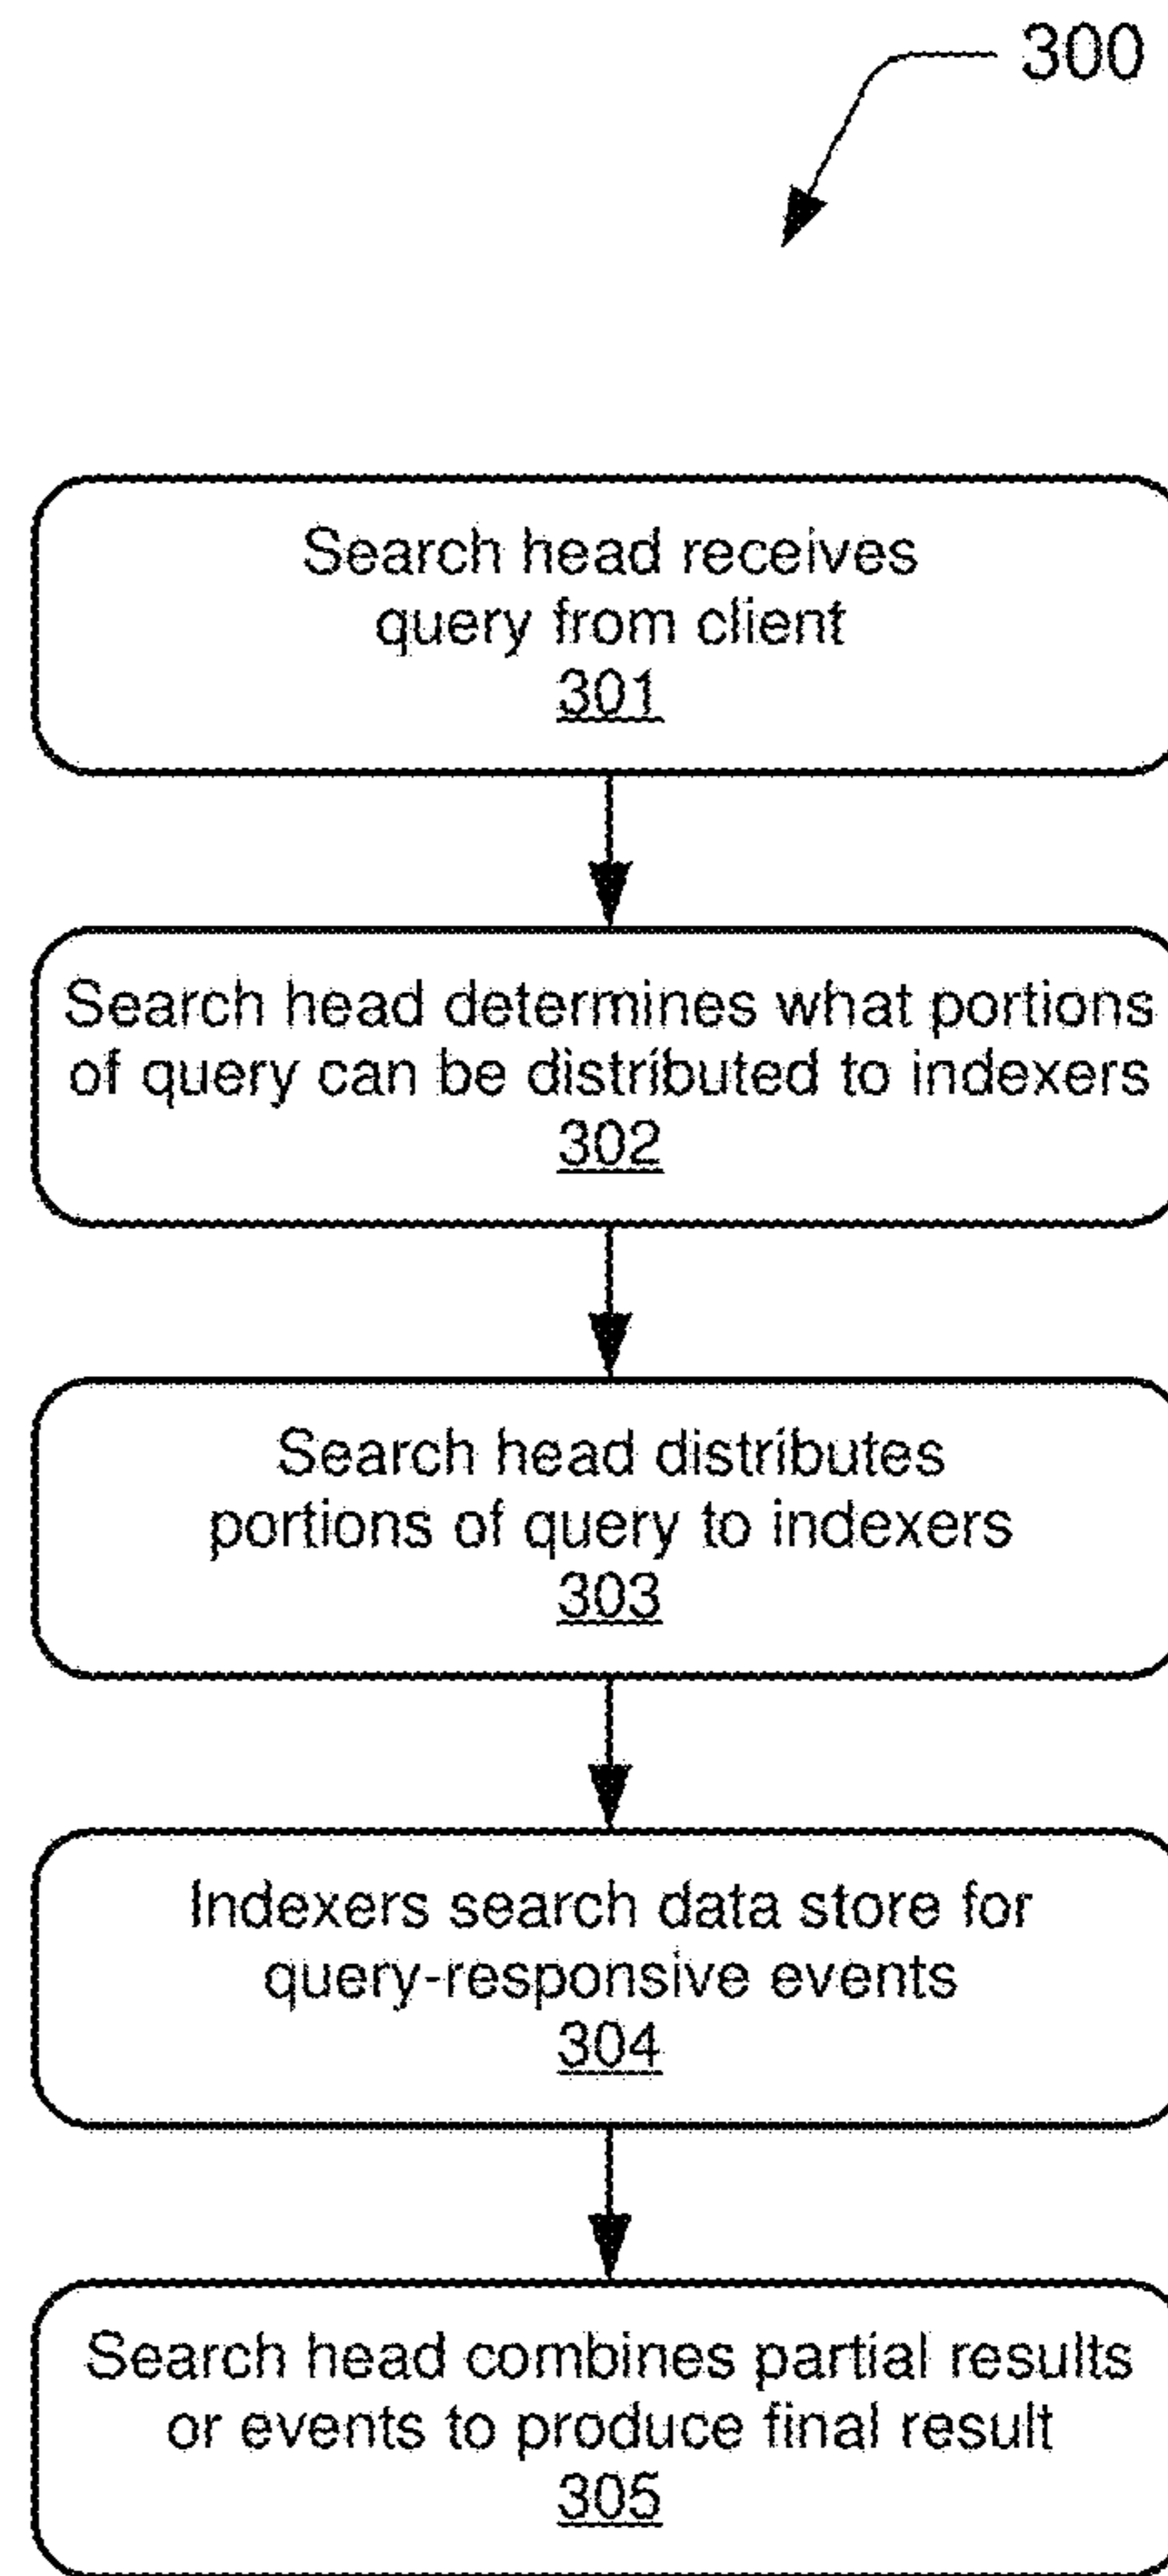 300
Search head receives
query from client
301
Search head determines what portions
of query can be distributed to indexers
302
Search head distributes
portions of query to indexers
303
Indexers search data store for
query-responsive events
304
Search head combines partial results
or events to produce final result
305